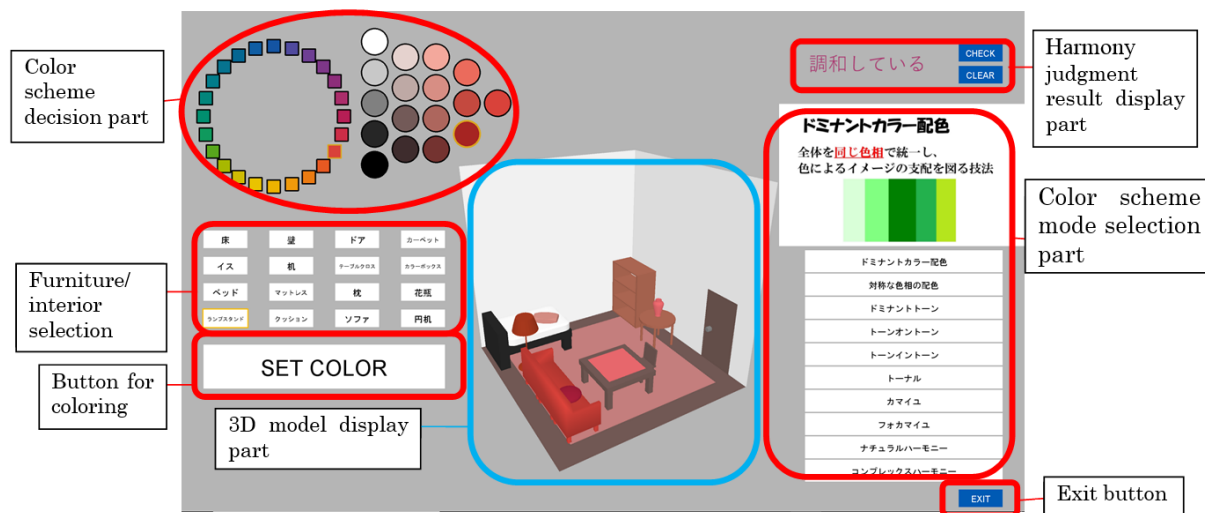 Color
scheme
decision part
Furniture/
interior
selection
Button for
coloring
3D model display
part
床 壁 ドア カーペット
イス 机 テーブルクロス カラーボックス
ベッド マットレス 枕 花瓶
ランプスタンド クッション ソファ 円机
SET COLOR
調和している
CHECK
CLEAR
Harmony
judgment
result display
part
ドミナントカラー配色
全体を同じ色相で統一し、
色によるイメージの支配を図る技法
ドミナントカラー配色
対称な色相の配色
ドミナントトーン
トーンオントーン
トーンイントーン
トーナル
カマイユ
フォカマイユ
ナチュラルハーモニー
コンプレックスハーモニー
Color scheme
mode selection
part
EXIT
Exit button